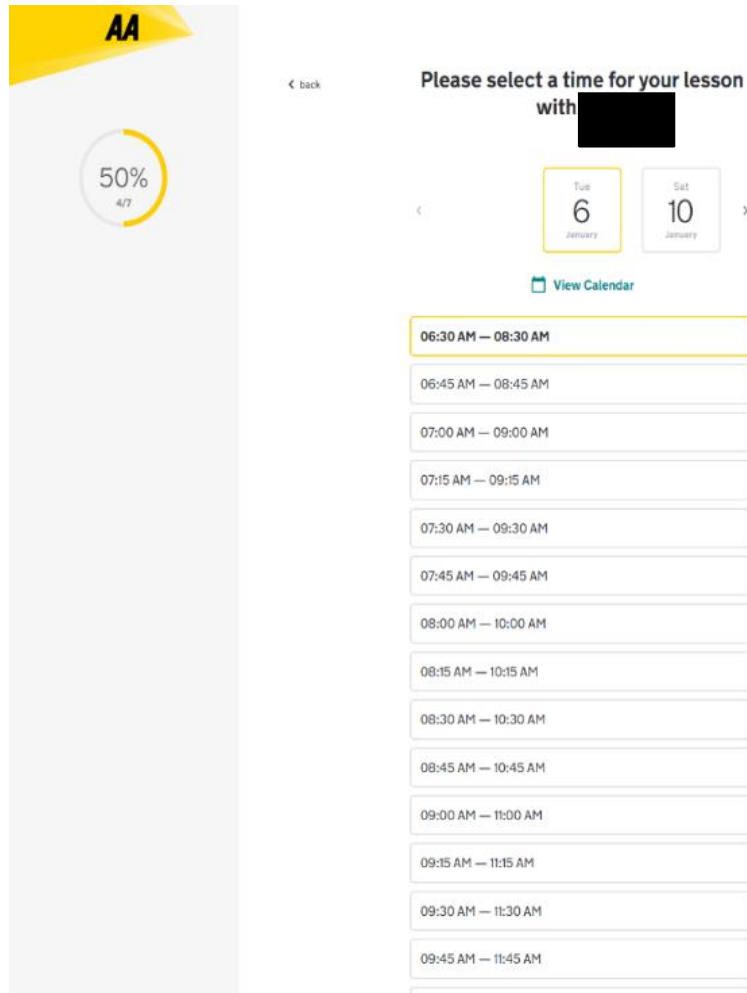 AA
50%
4/7
back
Please select a time for your lesson
with
Tue
6
January
Sat
10
January
View Calendar
06:30 AM — 08:30 AM
06:45 AM — 08:45 AM
07:00 AM — 09:00 AM
07:15 AM — 09:15 AM
07:30 AM — 09:30 AM
07:45 AM — 09:45 AM
08:00 AM — 10:00 AM
08:15 AM — 10:15 AM
08:30 AM — 10:30 AM
08:45 AM — 10:45 AM
09:00 AM — 11:00 AM
09:15 AM — 11:15 AM
09:30 AM — 11:30 AM
09:45 AM — 11:45 AM